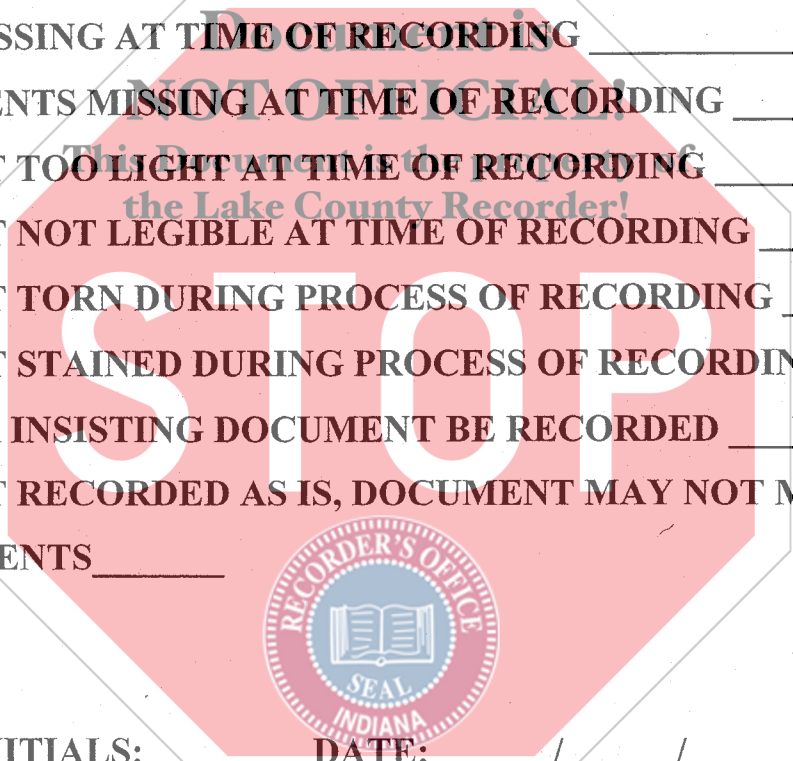 Document is
SSING AT TIME OF RECORDING
NOT OFFICIAL!
ENTS MISSING AT TIME OF RECORDING
This Document is the property of
T TOO LIGHT AT TIME OF RECORDING
the Lake County Recorder!
T NOT LEGIBLE AT TIME OF RECORDING
T TORN DURING PROCESS OF RECORDING
STOP
T STAINED DURING PROCESS OF RECORDIN
INSISTING DOCUMENT BE RECORDED
T RECORDED AS IS, DOCUMENT MAY NOT M
ENTS
RECORDER'S OFFICE
SEAL
INDIANA
ITIALS: DATE: / /